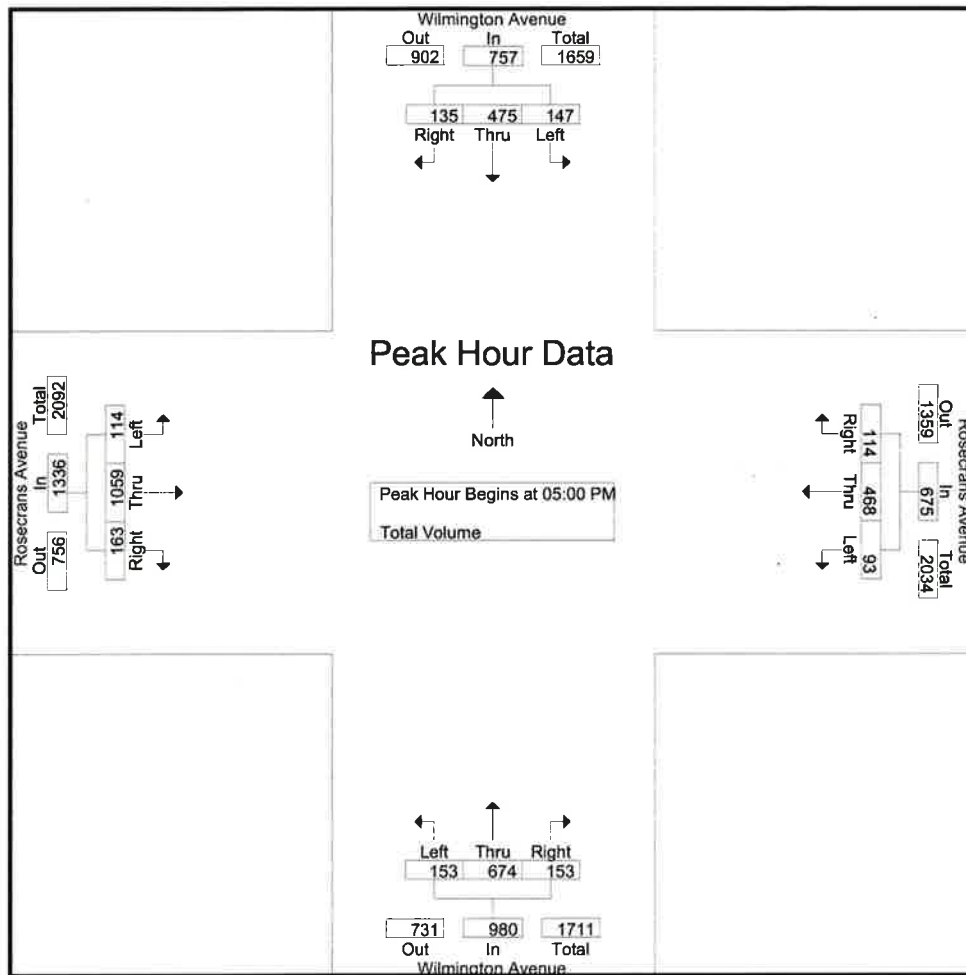 Wilmington Avenue
Out In Total
902 757 1659
135 475 147
Right Thru Left
Peak Hour Data
North
Peak Hour Begins at 05:00 PM
Total Volume
Rosecrans Avenue
Out In Total
756 1336 2092
114 1059 163
Left Thru Right
Rosecrans Avenue
Out In Total
1359 675 2034
114 468 93
Right Thru Left
Left Thru Right
153 674 153
731 980 1711
Out In Total
Wilmington Avenue